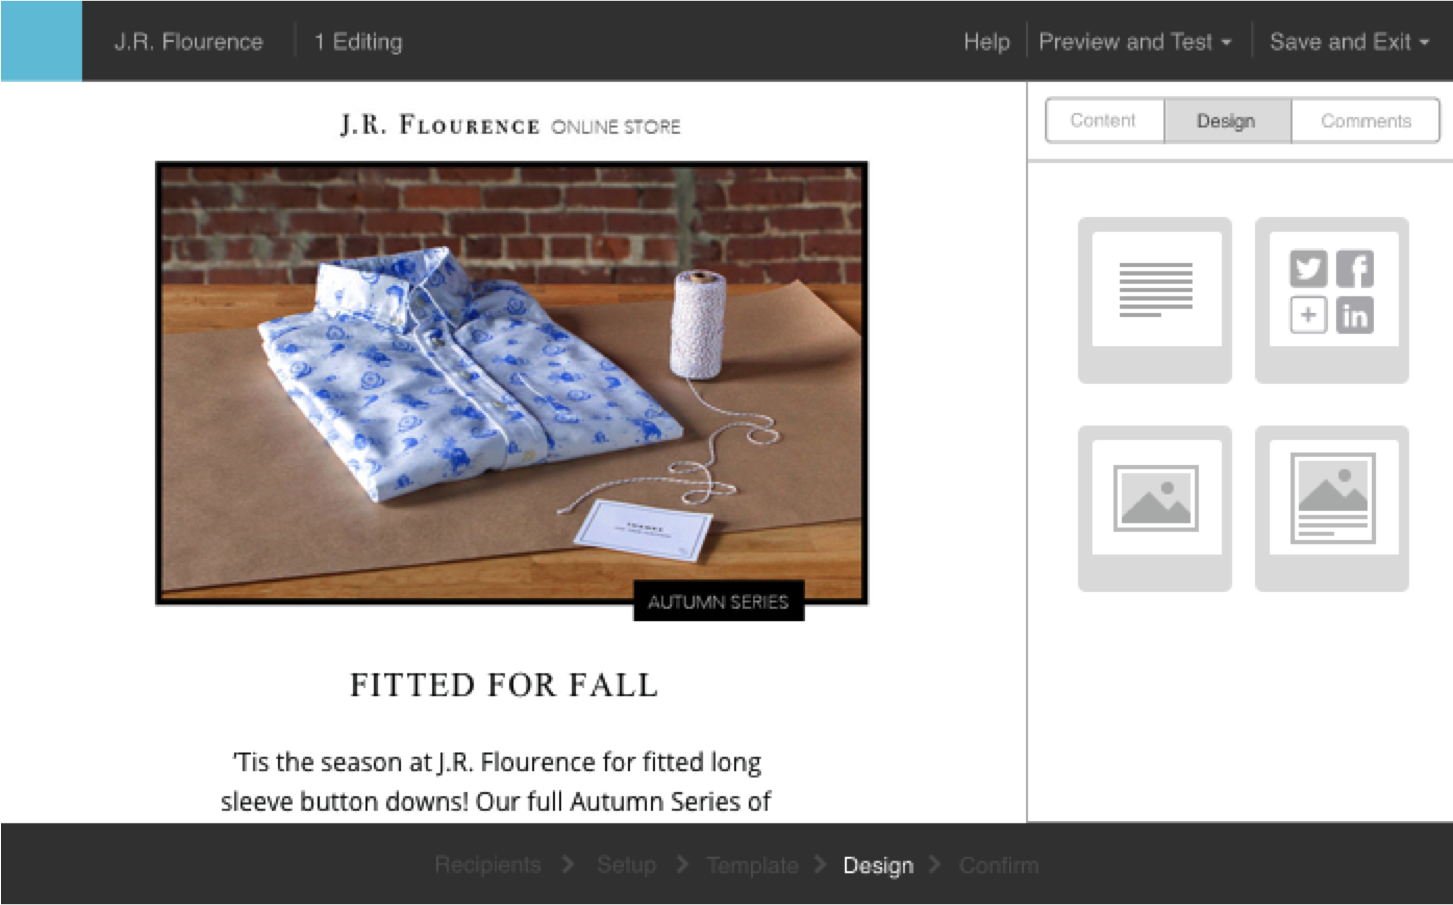 J.R. Flourence
1 Editing
Help
Preview and Test
Save and Exit
J.R. FLOURENCE ONLINE STORE
Content
Design
Comments
AUTUMN SERIES
FITTED FOR FALL
'Tis the season at J.R. Flourence for fitted long
sleeve button downs! Our full Autumn Series of
Recipients > Setup > Template > Design > Confirm